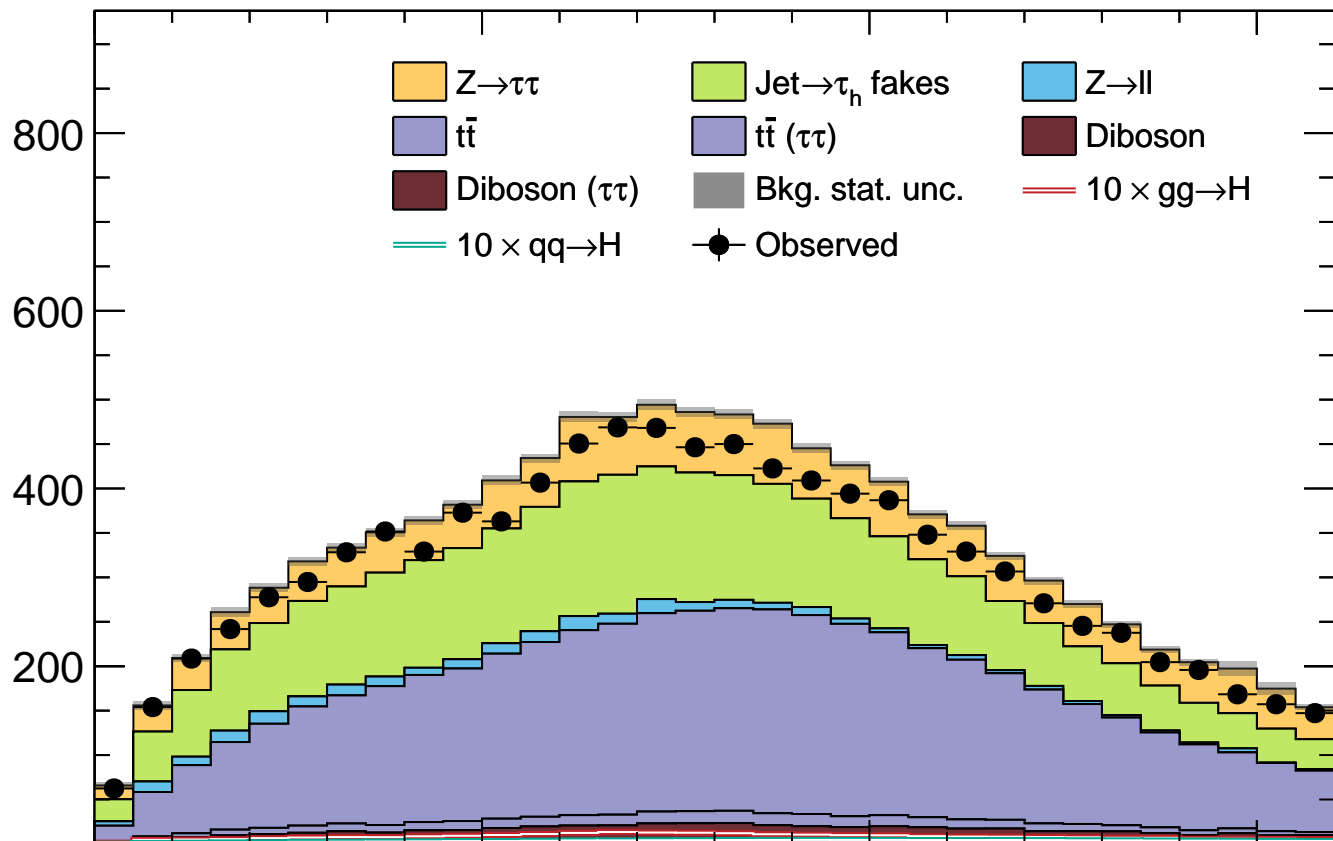 Z→ττ Jet→τh fakes Z→ll
tt̄ tt̄ (ττ) Diboson
Diboson (ττ) Bkg. stat. unc. 10 × gg→H
10 × qq→H Observed
800
600
400
200